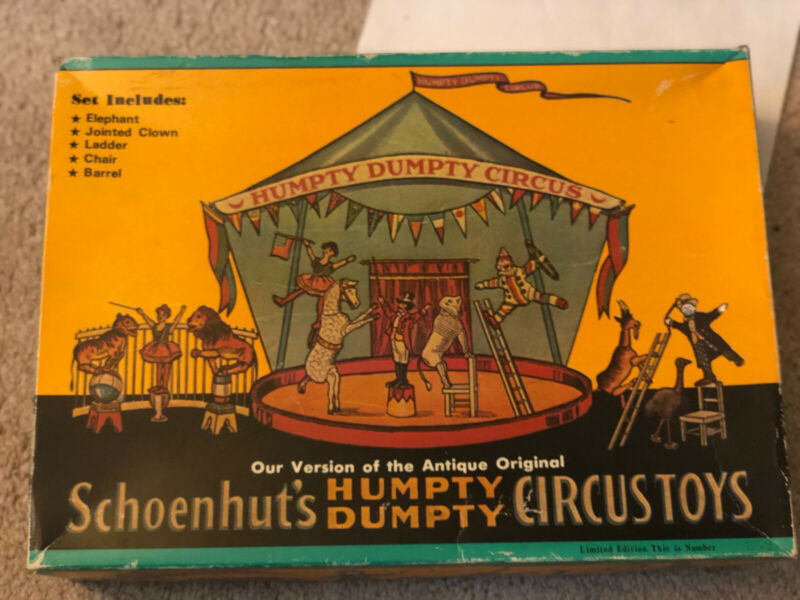 HUMPTY DUMPTY CIRCUS
Set Includes:
★ Elephant
★ Jointed Clown
★ Ladder
★ Chair
★ Barrel
HUMPTY DUMPTY CIRCUS
Our Version of the Antique Original
Schoenhut's HUMPTY DUMPTY CIRCUS TOYS
Limited Edition. This is Number